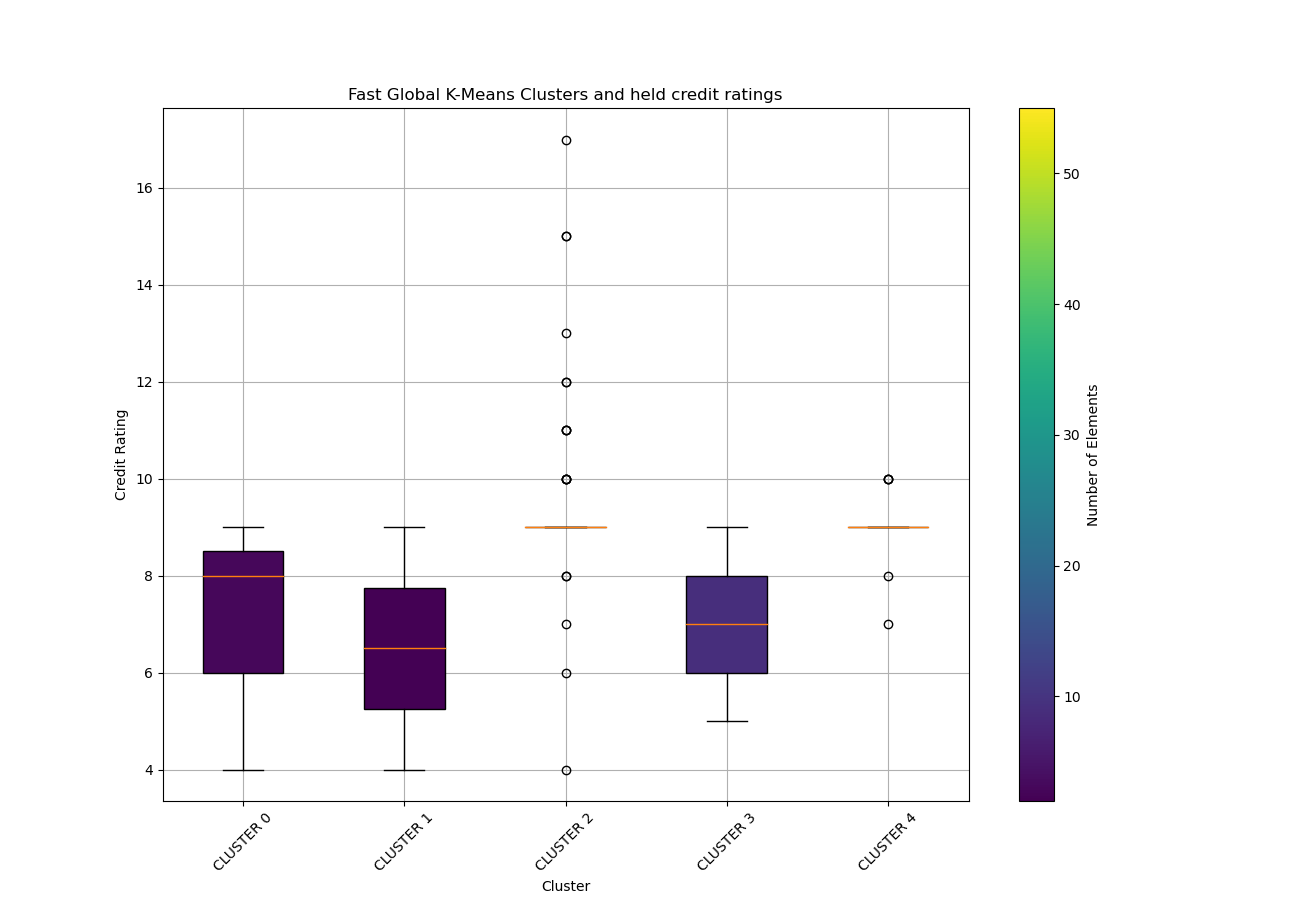 Fast Global K-Means Clusters and held credit ratings
Credit Rating
16
14
12
10
8
6
4
CLUSTER 0
CLUSTER 1
CLUSTER 2
CLUSTER 3
CLUSTER 4
Cluster
50
40
30
20
10
Number of Elements